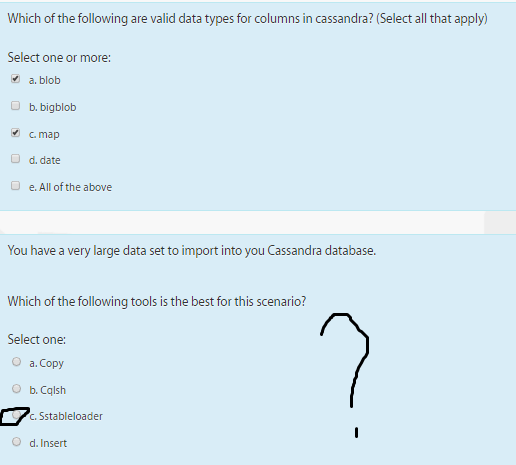 Which of the following are valid data types for columns in cassandra? (Select all that apply)
Select one or more:
a. blob
b. bigblob
c. map
d. date
e. All of the above
You have a very large data set to import into you Cassandra database.
Which of the following tools is the best for this scenario?
Select one:
a. Copy
b. Cqlsh
c. Sstableloader
d. Insert
?